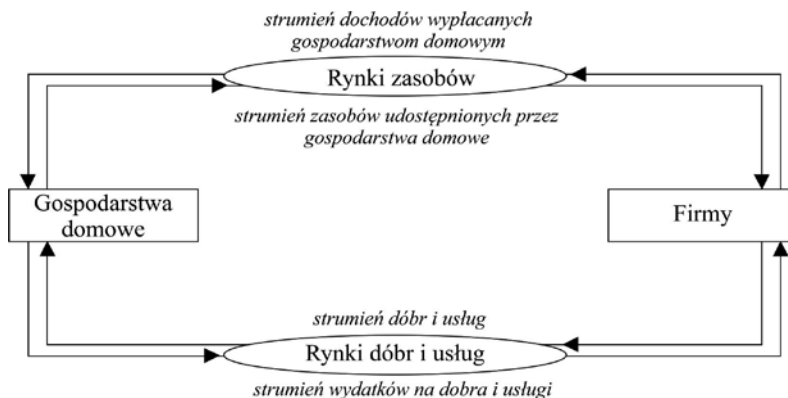 strumień dochodów wypłacanych
gospodarstwom domowym
Rynki zasobów
strumień zasobów udostępnionych przez
gospodarstwa domowe
Gospodarstwa
domowe
Firmy
strumień dóbr i usług
Rynki dóbr i usług
strumień wydatków na dobra i usługi